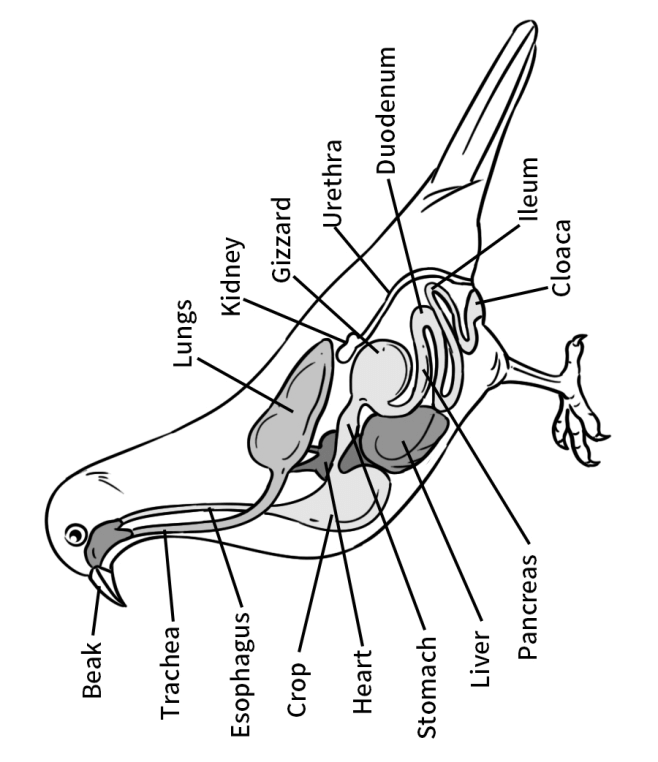 Beak
Trachea
Esophagus
Crop
Heart
Stomach
Liver
Pancreas
Lungs
Kidney
Gizzard
Urethra
Duodenum
Ileum
Cloaca